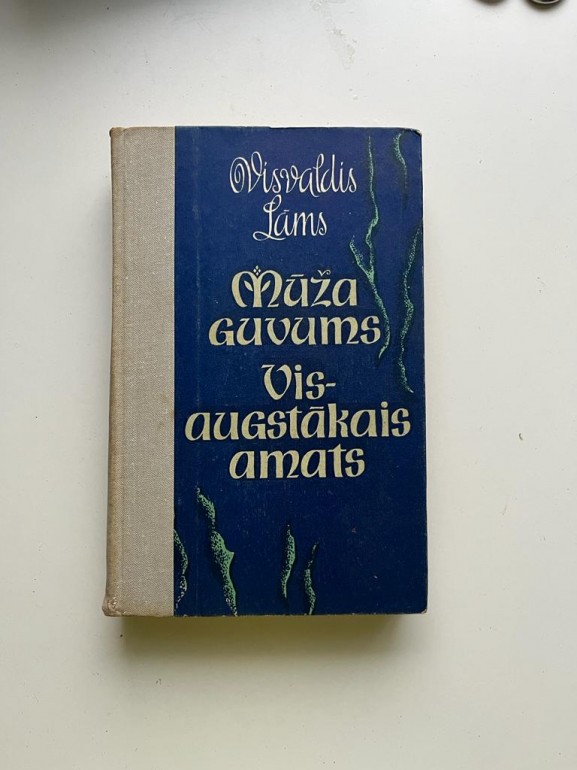 Visvaldis
Lāms
Mūža
guvums
Vis-
augstākais
amats